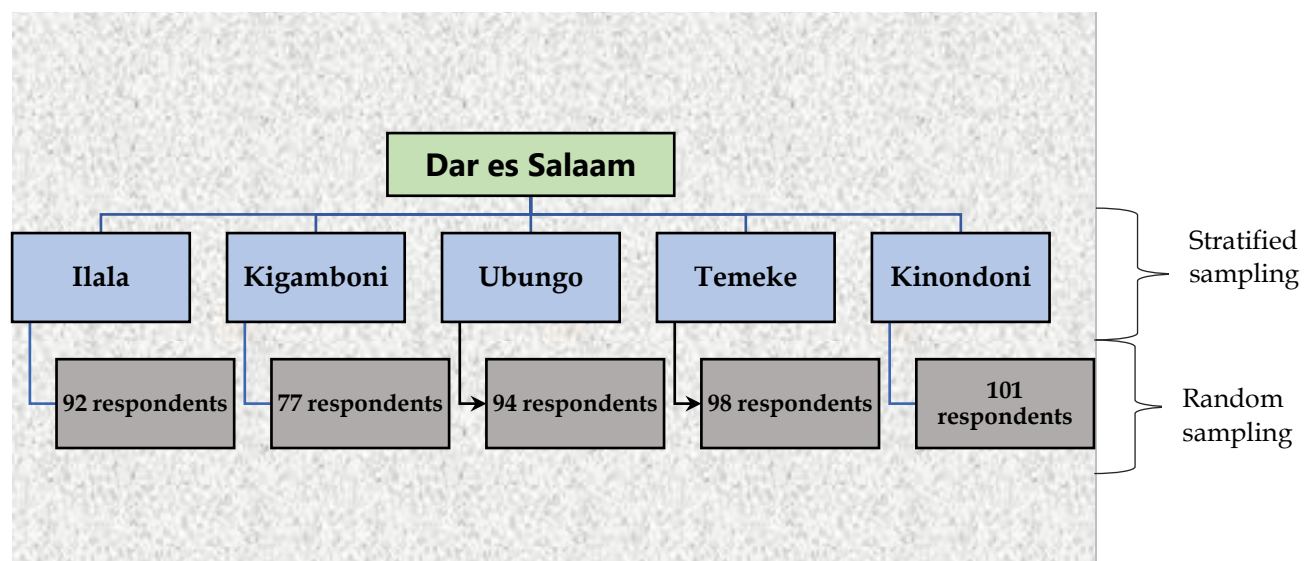 Dar es Salaam
Ilala
Kigamboni
Ubungo
Temeke
Kinondoni
Stratified
sampling
92 respondents
77 respondents
94 respondents
98 respondents
101
respondents
Random
sampling